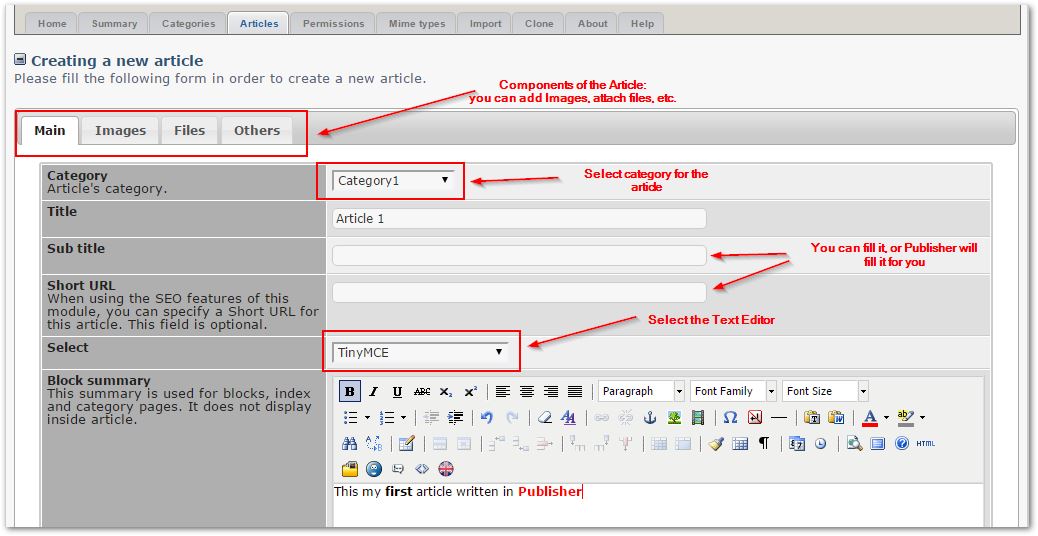 Home Summary Categories Articles Permissions Mime types Import Clone About Help
Creating a new article
Please fill the following form in order to create a new article.
Components of the Article:
you can add Images, attach files, etc.
Main Images Files Others
Category
Article's category.
Category1
Select category for the
article
Title
Article 1
Sub title
You can fill it, or Publisher will
fill it for you
Short URL
When using the SEO features of this
module, you can specify a Short URL for
this article. This field is optional.
Select the Text Editor
Select
TinyMCE
Block summary
This summary is used for blocks, index
and category pages. It does not display
inside article.
B I U ABC x₂ x² Paragraph Font Family Font Size
HTML
This my first article written in Publisher